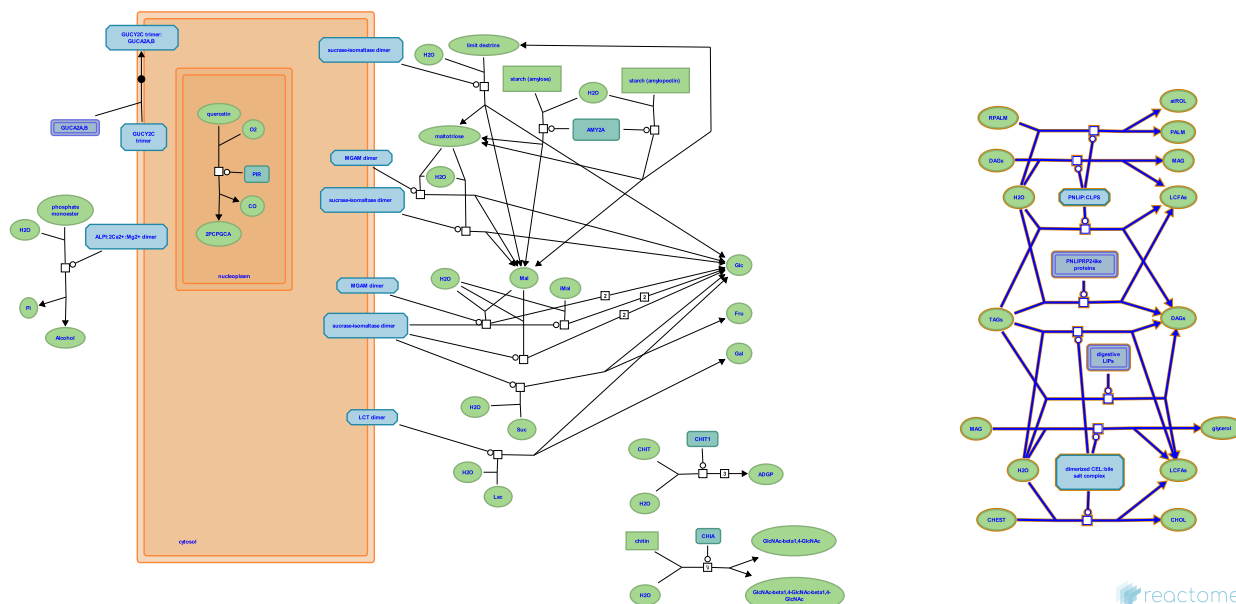 GUCY2C trimer:
GUCA2A,B
GUCA2A,B
GUCY2C
trimer
phosphate
monoester
H2O
ALPI:2Ca2+:Mg2+ dimer
Pi
Alcohol
quercetin
O2
PIR
CO
2PCPGCA
nucleoplasm
cytosol
sucrase-isomaltase dimer
H2O
limit dextrins
starch (amylose)
H2O
starch (amylopectin)
AMY2A
maltotriose
MGAM dimer
H2O
sucrase-isomaltase dimer
Glc
H2O
Mal
iMal
MGAM dimer
2
2
2
sucrase-isomaltase dimer
Fru
Gal
H2O
Suc
LCT dimer
H2O
Lac
CHIT
CHIT1
3
ADGP
H2O
chitin
CHIA
GlcNAc-beta1,4-GlcNAc
H2O
GlcNAc-beta1,4-GlcNAc-beta1,4-
GlcNAc
atROL
RPALM
PALM
DAGs
MAG
H2O
PNLIP:CLPS
LCFAs
PNLIPRP2-like
proteins
TAGs
DAGs
digestive
LIPs
MAG
glycerol
H2O
dimerized CEL:bile
salt complex
LCFAs
CHEST
CHOL
reactome